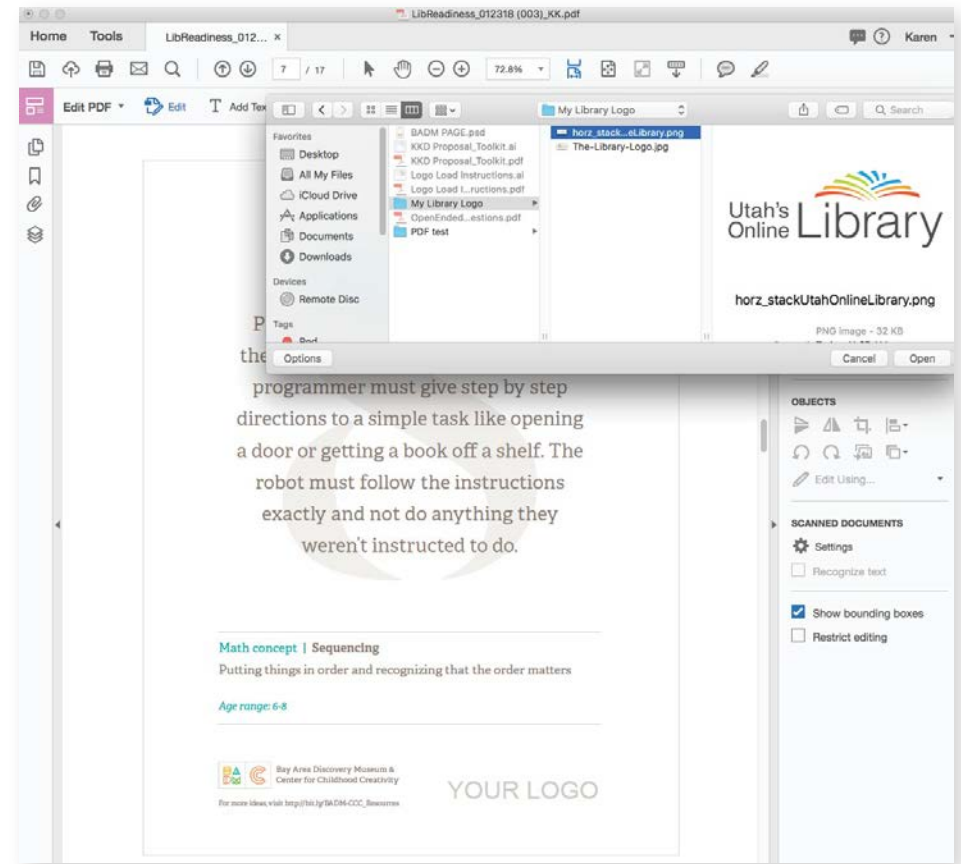 LibReadiness_012318 (003)_KK.pdf
Home Tools LibReadiness_012... × ? Karen
7 / 17 72.8%
Edit PDF Edit T Add Tex
My Library Logo Search
Favorites
Desktop
All My Files
iCloud Drive
Applications
Documents
Downloads
Devices
Remote Disc
Tags
BADM PAGE.psd
KKD Proposal_Toolkit.ai
KKD Proposal_Toolkit.pdf
Logo Load Instructions.ai
Logo Load I...ructions.pdf
My Library Logo
OpenEnded...estions.pdf
PDF test
horz_stack...eLibrary.png
The-Library-Logo.jpg
Utah's
Online Library
horz_stackUtahOnlineLibrary.png
PNG image - 32 KB
Options Cancel Open
P
the
programmer must give step by step
directions to a simple task like opening
a door or getting a book off a shelf. The
robot must follow the instructions
exactly and not do anything they
weren't instructed to do.
Math concept | Sequencing
Putting things in order and recognizing that the order matters
Age range: 6-8
Bay Area Discovery Museum &
Center for Childhood Creativity
For more ideas, visit http://bit.ly/BADM-CCC_Resources
YOUR LOGO
OBJECTS
Edit Using...
SCANNED DOCUMENTS
Settings
Recognize text
Show bounding boxes
Restrict editing